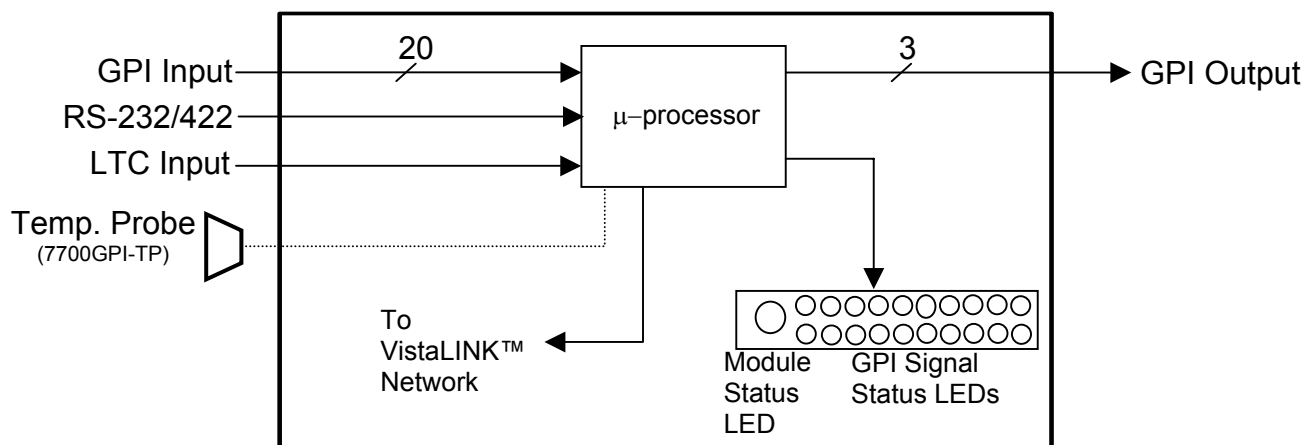 20
3
GPI Input
GPI Output
RS-232/422
μ–processor
LTC Input
Temp. Probe
(7700GPI-TP)
To
VistaLINK™
Network
Module
Status
LED
GPI Signal
Status LEDs